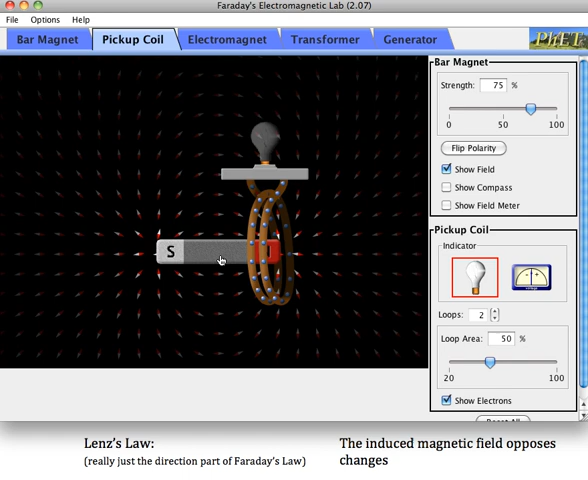 Faraday's Electromagnetic Lab (2.07)
File Options Help
Bar Magnet Pickup Coil Electromagnet Transformer Generator
PhET
Bar Magnet
Strength: 75 %
0 50 100
Flip Polarity
Show Field
Show Compass
Show Field Meter
S
Pickup Coil
Indicator
Loops: 2
Loop Area: 50 %
20 100
Show Electrons
Reset All
Lenz's Law: The induced magnetic field opposes
(really just the direction part of Faraday's Law) changes